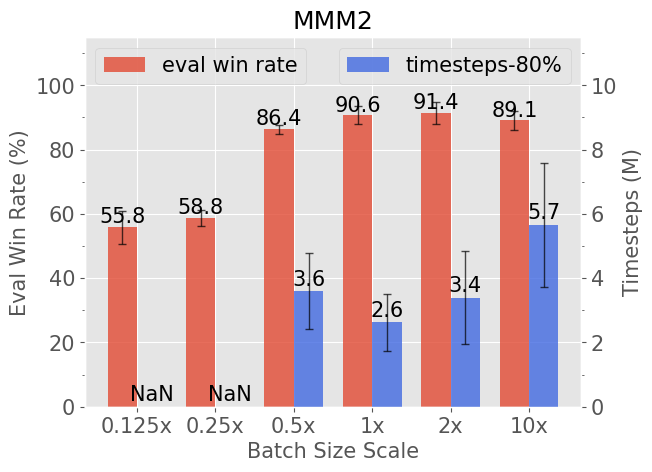 MMM2
eval win rate
timesteps-80%
Eval Win Rate (%)
100
80
60
40
20
0
55.8
58.8
86.4
90.6
91.4
89.1
NaN
NaN
3.6
2.6
3.4
5.7
10
8
6
4
2
0
Timesteps (M)
0.125x 0.25x 0.5x 1x 2x 10x
Batch Size Scale